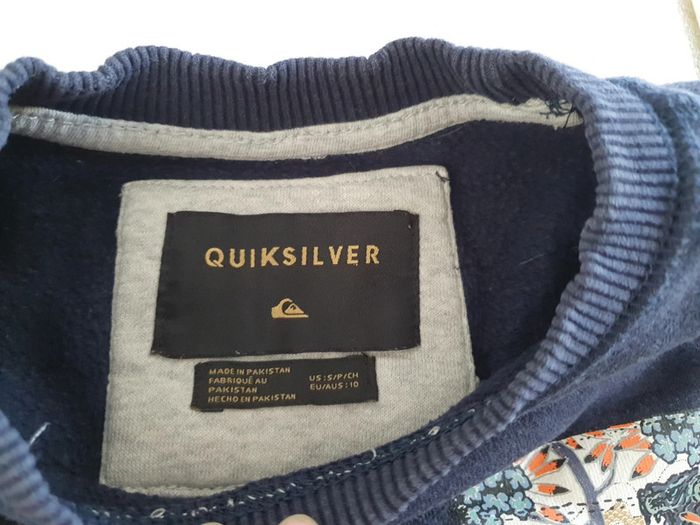 QUIKSILVER
MADE IN PAKISTAN
FABRIQUÉ AU
PAKISTAN
HECHO EN PAKISTAN
US:S/P/CH
EU/AUS:10